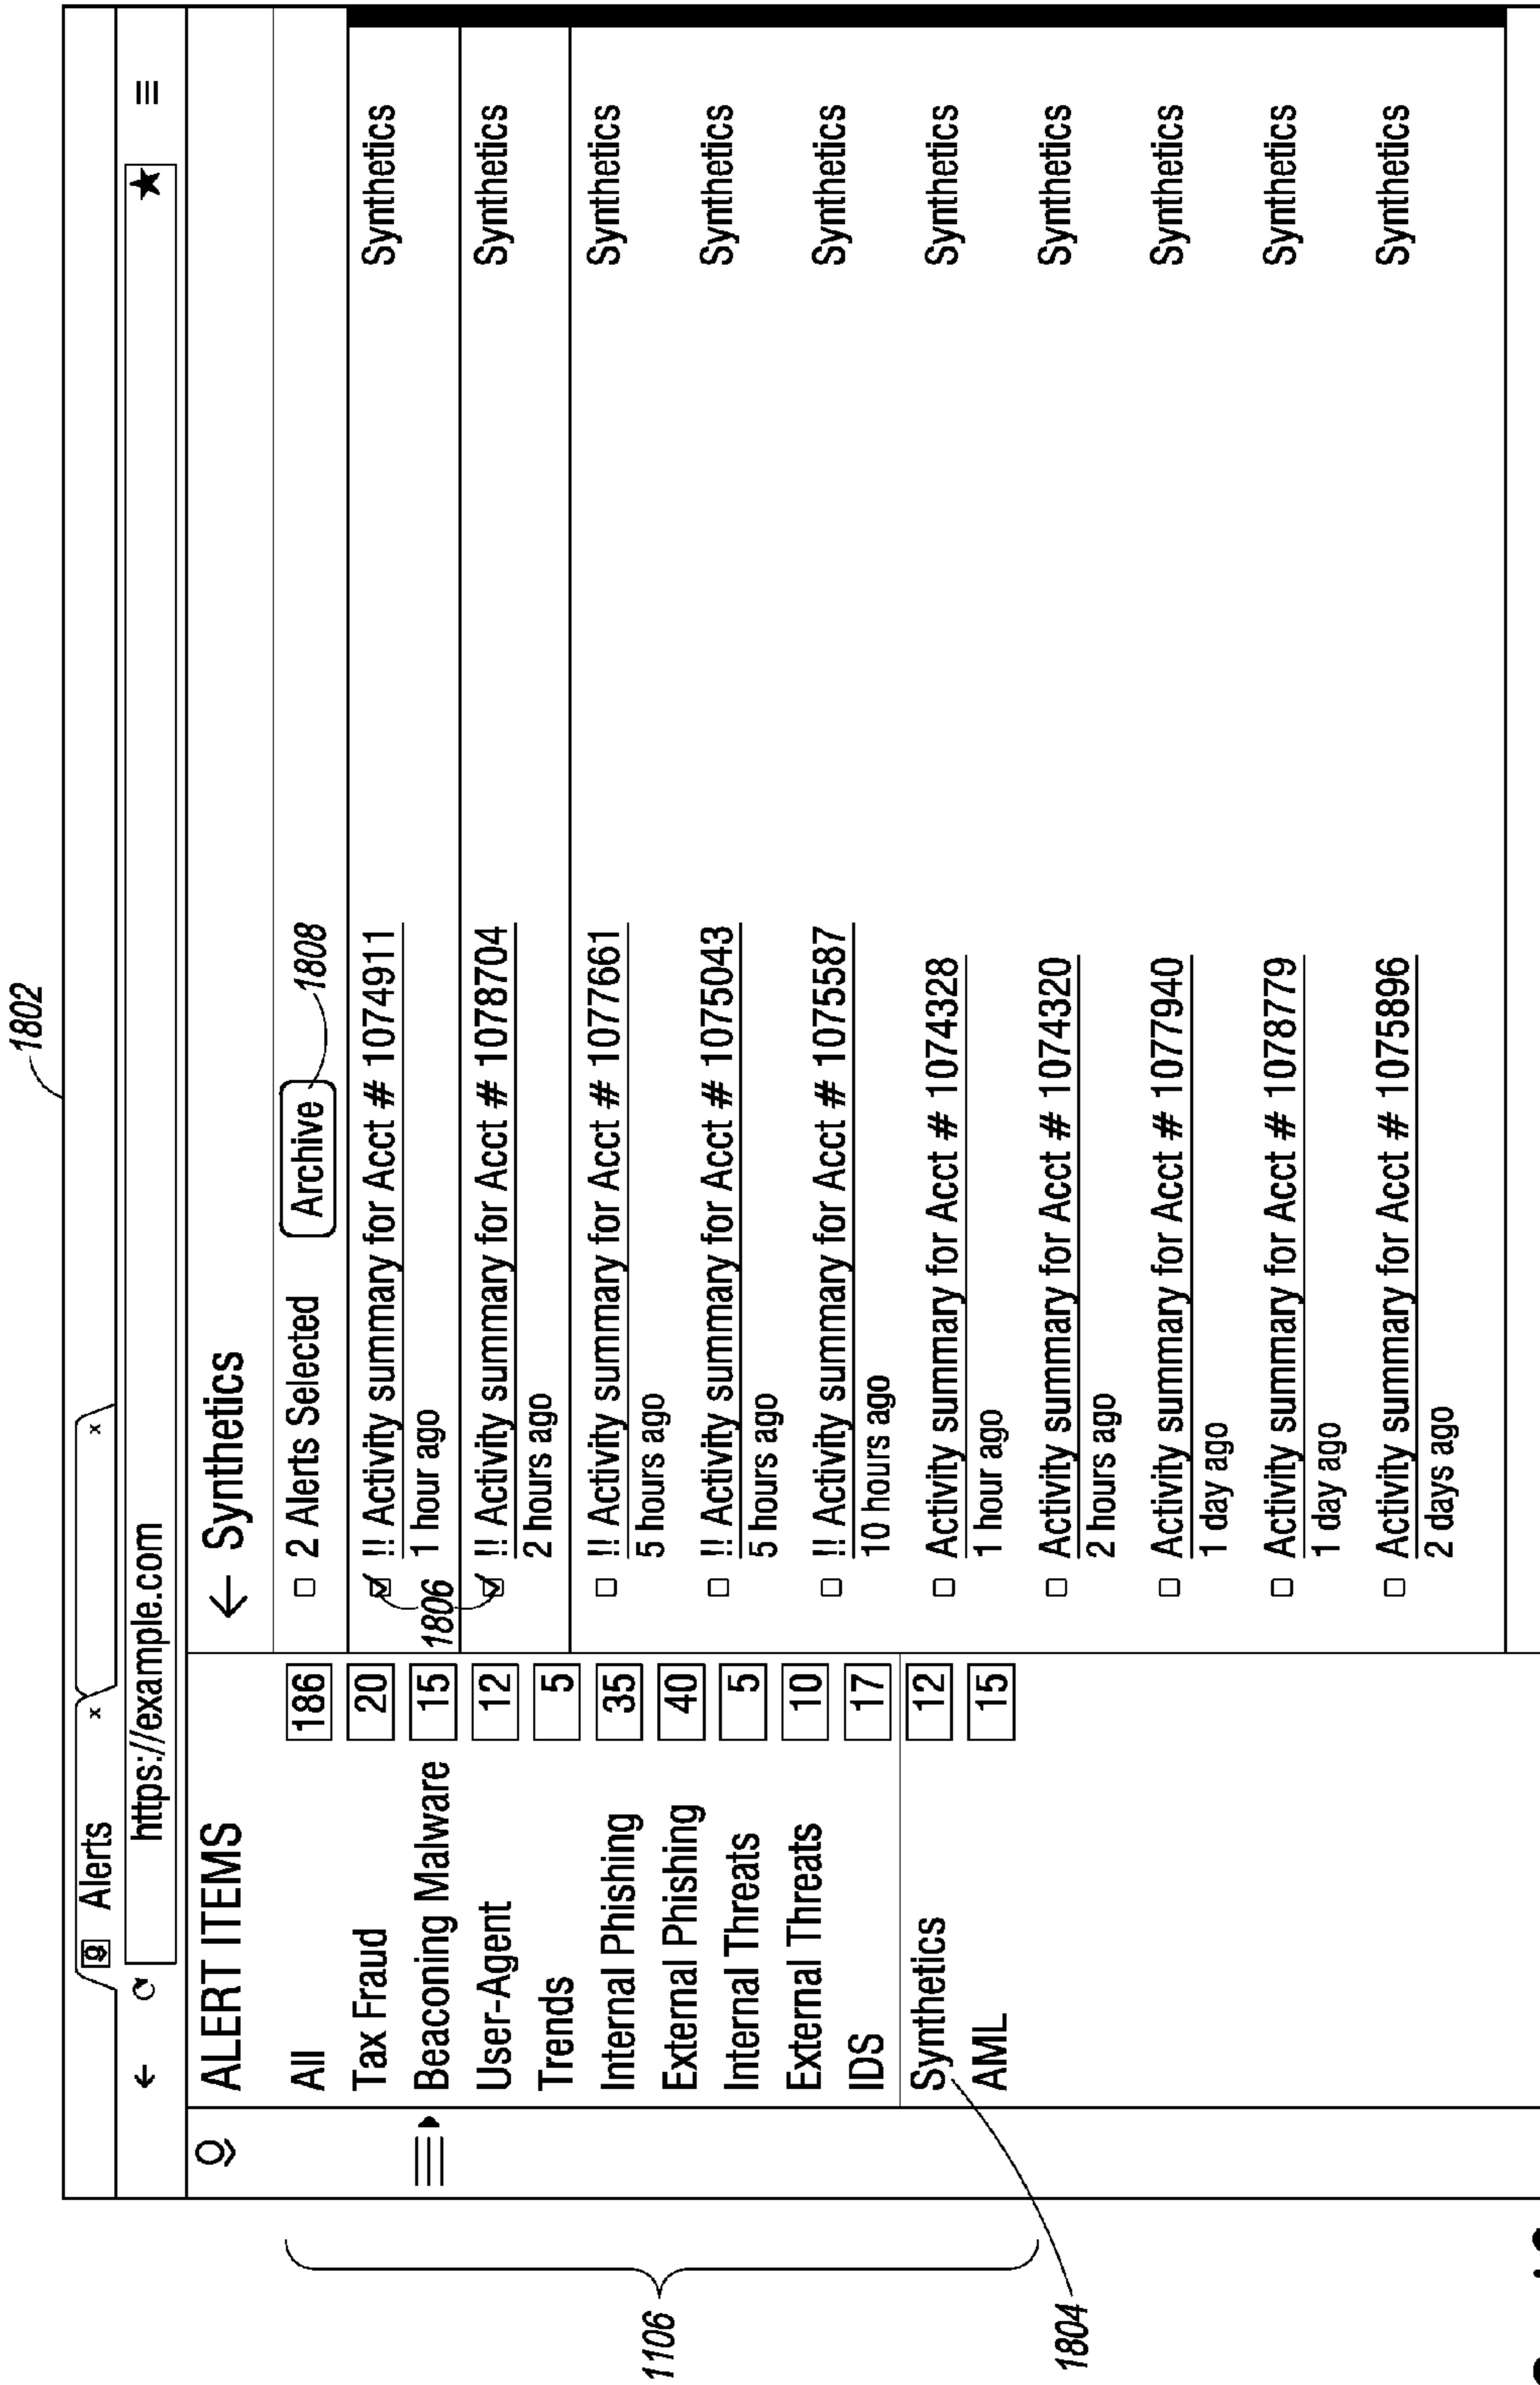 1802
Alerts
x
x
https://example.com
ALERT ITEMS
All 186
Tax Fraud 20
Beaconing Malware 15
User-Agent 12
Trends 5
Internal Phishing 35
External Phishing 40
Internal Threats 5
External Threats 10
IDS 17
Synthetics 12
AML 15
1106
1804
← Synthetics
2 Alerts Selected
Archive
1808
1806
!! Activity summary for Acct # 1074911 Synthetics
1 hour ago
!! Activity summary for Acct # 1078704 Synthetics
2 hours ago
!! Activity summary for Acct # 1077661 Synthetics
5 hours ago
!! Activity summary for Acct # 1075043 Synthetics
5 hours ago
!! Activity summary for Acct # 1075587 Synthetics
10 hours ago
Activity summary for Acct # 1074328 Synthetics
1 hour ago
Activity summary for Acct # 1074320 Synthetics
2 hours ago
Activity summary for Acct # 1077940 Synthetics
1 day ago
Activity summary for Acct # 1078779 Synthetics
1 day ago
Activity summary for Acct # 1075896 Synthetics
2 days ago